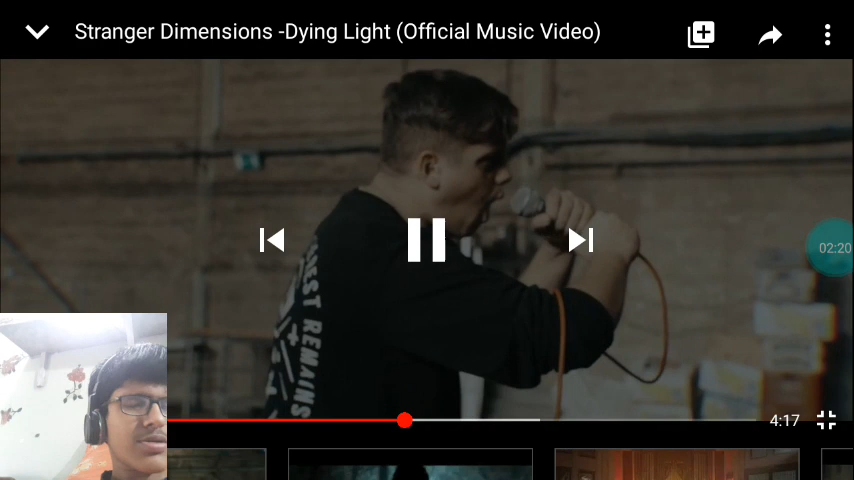 Stranger Dimensions -Dying Light (Official Music Video)
02:20
REMAINS
4:17